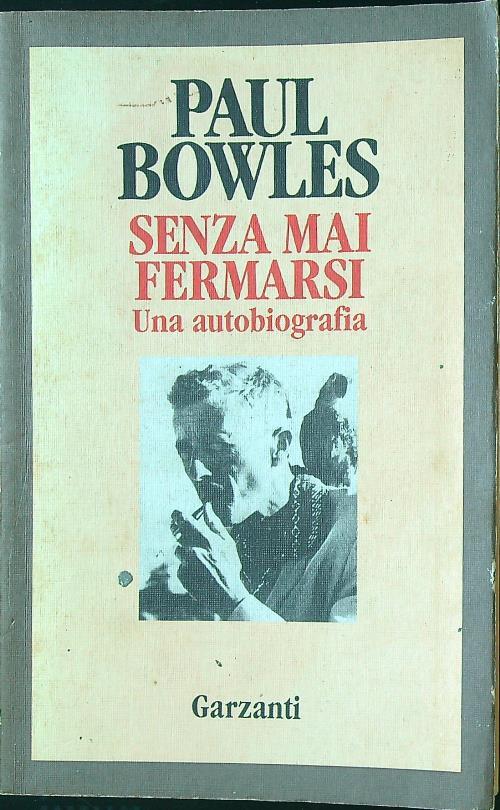 PAUL
BOWLES
SENZA MAI
FERMARSI
Una autobiografia
Garzanti